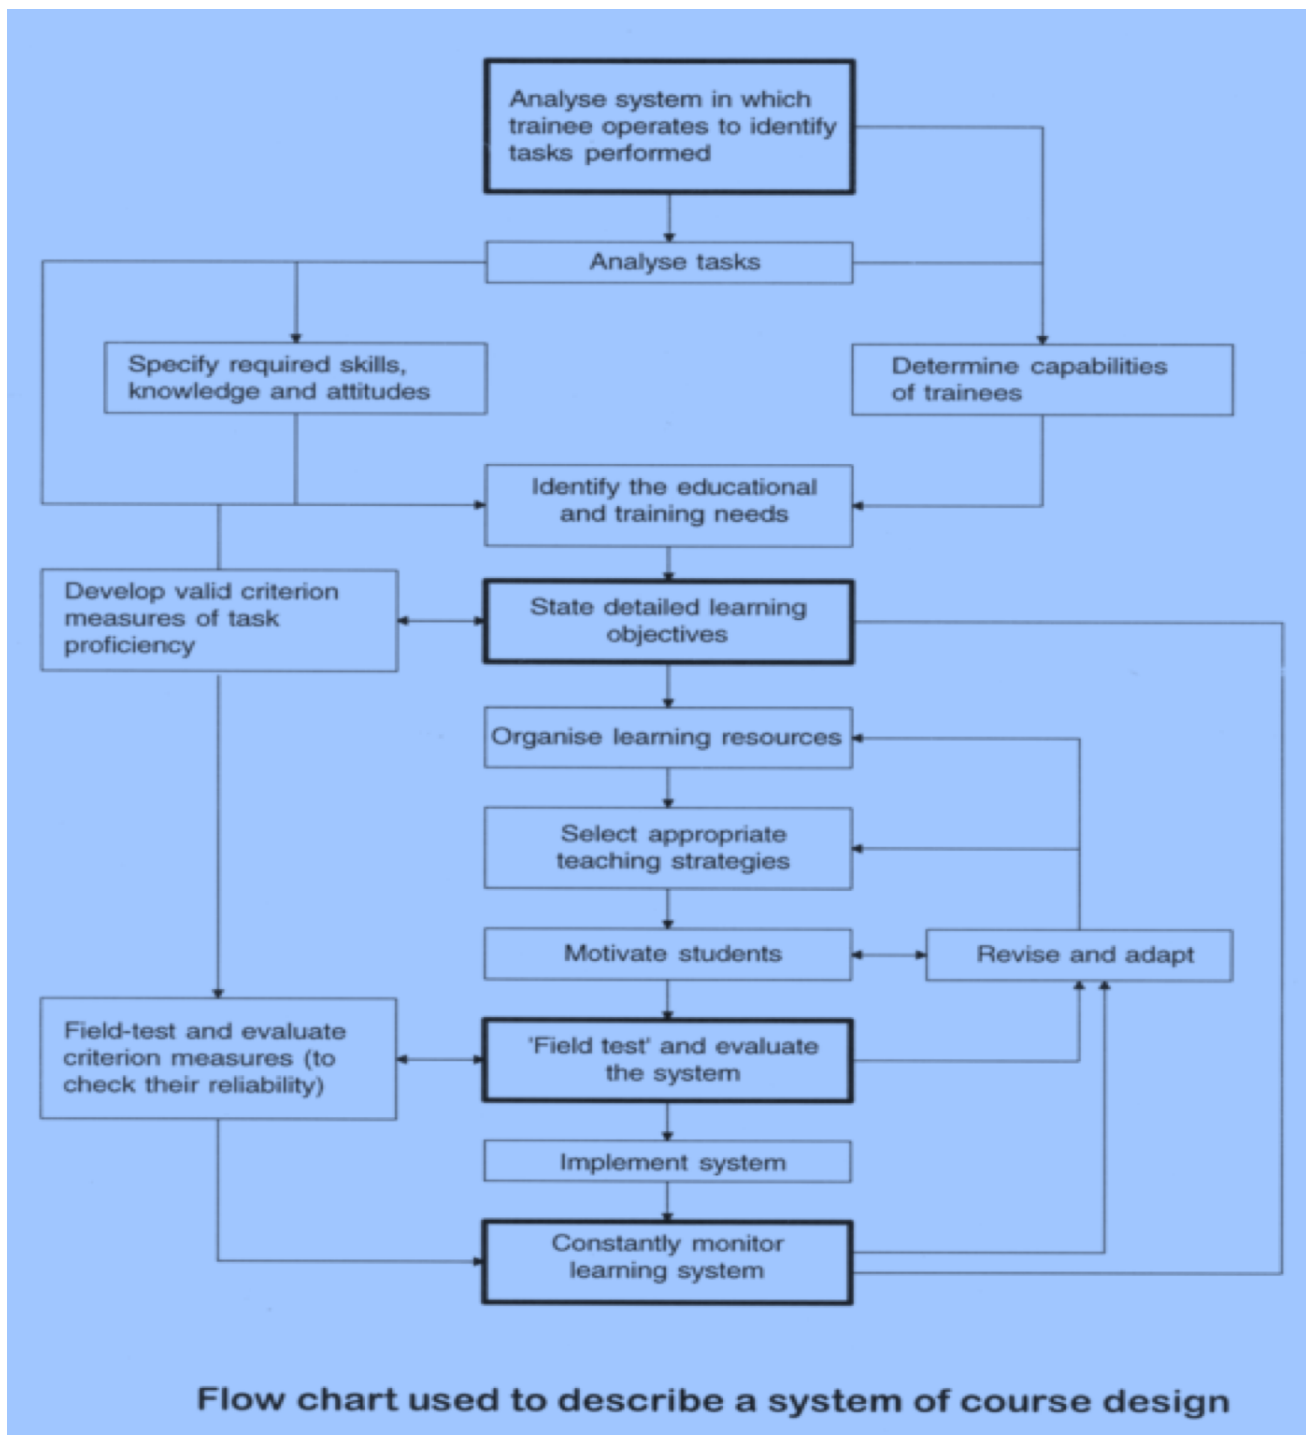 Analyse system in which
trainee operates to identify
tasks performed
Analyse tasks
Specify required skills,
knowledge and attitudes
Determine capabilities
of trainees
Identify the educational
and training needs
Develop valid criterion
measures of task
proficiency
State detailed learning
objectives
Organise learning resources
Select appropriate
teaching strategies
Motivate students
Revise and adapt
Field-test and evaluate
criterion measures (to
check their reliability)
'Field test' and evaluate
the system
Implement system
Constantly monitor
learning system
Flow chart used to describe a system of course design